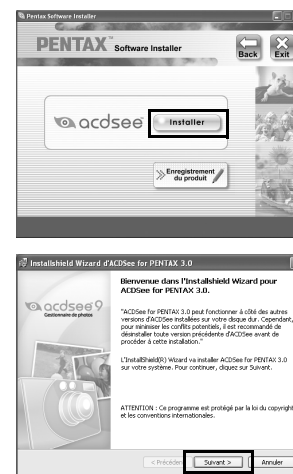 Pentax Software Installer
PENTAX™ Software Installer
Back
Exit
acdsee
Installer
Enregistrement
du produit
Installshield Wizard d'ACDSee for PENTAX 3.0
Bienvenue dans l'Installshield Wizard pour
ACDSee for PENTAX 3.0.
acdsee 9
Gestionnaire de photos
"ACDSee for PENTAX 3.0 peut fonctionner à côté des autres
versions d'ACDSee installées sur votre disque dur. Cependant,
pour minimiser les conflits potentiels, il est recommandé de
désinstaller toute version précédente d'ACDSee avant de
procéder à cette installation."
L'InstallShield(R) Wizard va installer ACDSee for PENTAX 3.0
sur votre système. Pour continuer, cliquez sur Suivant.
ATTENTION : Ce programme est protégé par la loi du copyright
et les conventions internationales.
< Précéden
Suivant >
Annuler